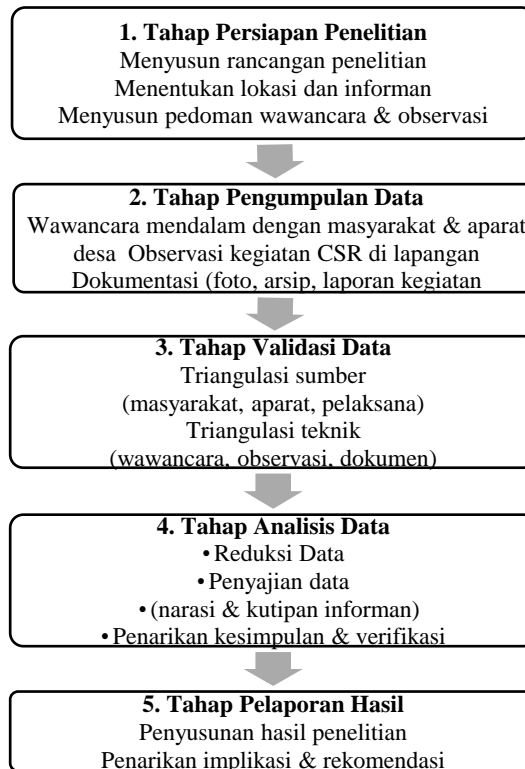 1. Tahap Persiapan Penelitian
Menyusun rancangan penelitian
Menentukan lokasi dan informan
Menyusun pedoman wawancara & observasi
2. Tahap Pengumpulan Data
Wawancara mendalam dengan masyarakat & aparat
desa Observasi kegiatan CSR di lapangan
Dokumentasi (foto, arsip, laporan kegiatan
3. Tahap Validasi Data
Triangulasi sumber
(masyarakat, aparat, pelaksana)
Triangulasi teknik
(wawancara, observasi, dokumen)
4. Tahap Analisis Data
• Reduksi Data
• Penyajian data
• (narasi & kutipan informan)
• Penarikan kesimpulan & verifikasi
5. Tahap Pelaporan Hasil
Penyusunan hasil penelitian
Penarikan implikasi & rekomendasi